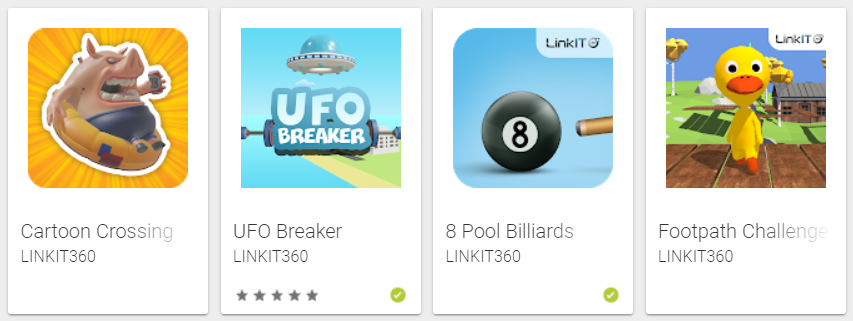 LinkIT
LinkIT
UFO
BREAKER
8
Cartoon Crossing
UFO Breaker
8 Pool Billiards
Footpath Challenge
LINKIT360
LINKIT360
LINKIT360
LINKIT360